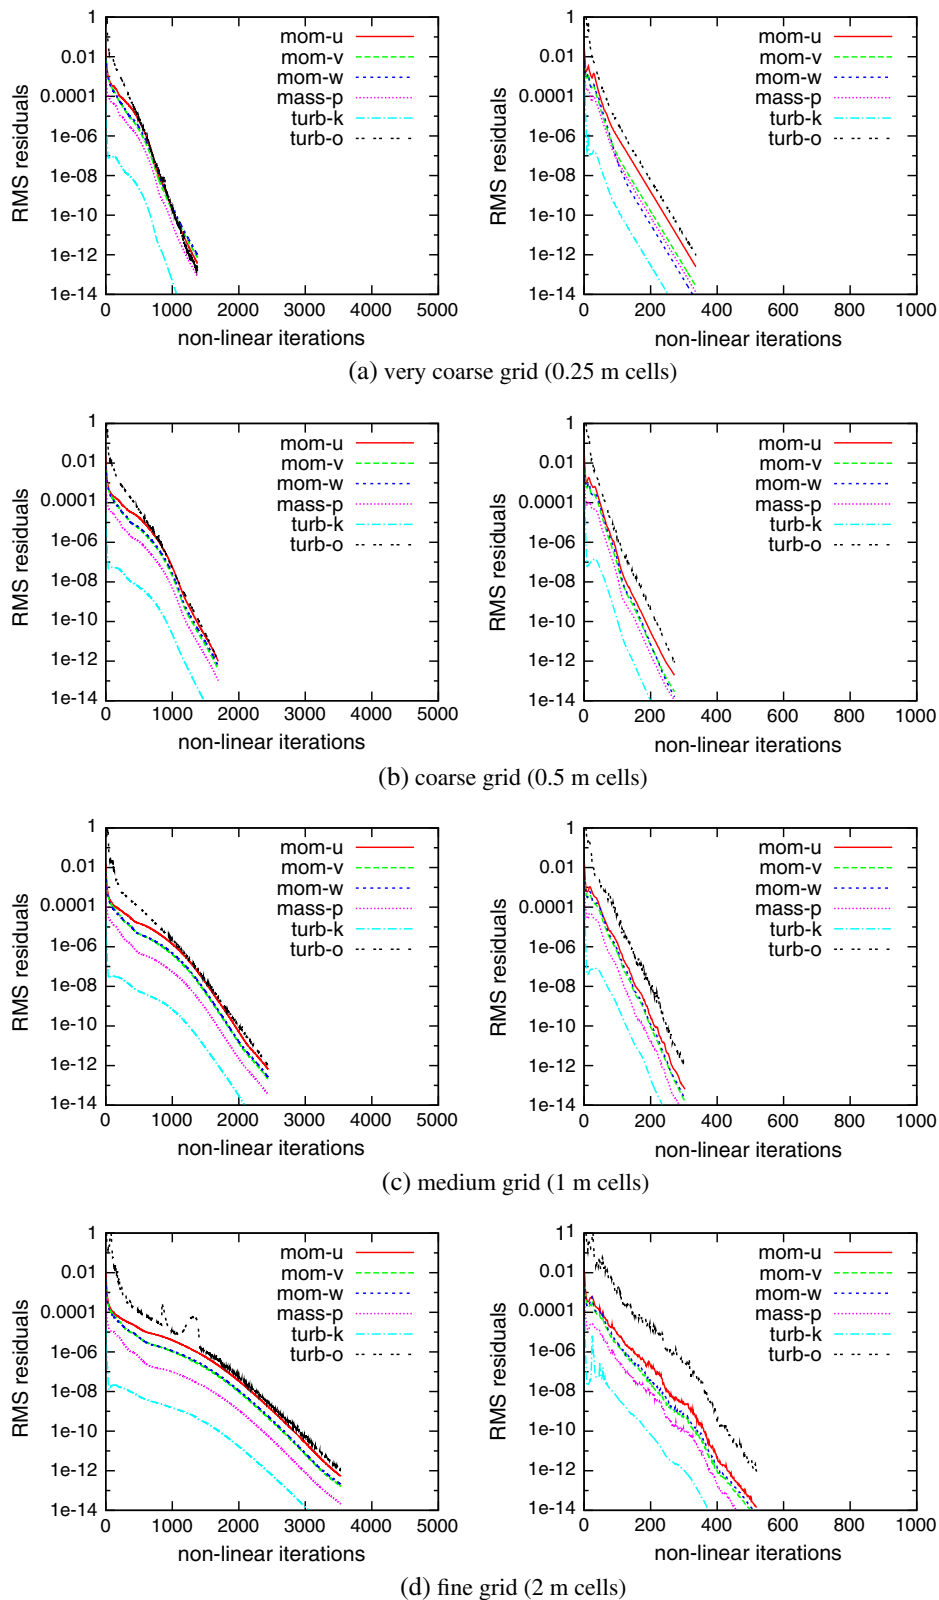 1
0.01
0.0001
1e-06
1e-08
1e-10
1e-12
1e-14
RMS residuals
mom-u
mom-v
mom-w
mass-p
turb-k
turb-o
0 1000 2000 3000 4000 5000
non-linear iterations
1
0.01
0.0001
1e-06
1e-08
1e-10
1e-12
1e-14
RMS residuals
mom-u
mom-v
mom-w
mass-p
turb-k
turb-o
0 200 400 600 800 1000
non-linear iterations
(a) very coarse grid (0.25 m cells)
1
0.01
0.0001
1e-06
1e-08
1e-10
1e-12
1e-14
RMS residuals
mom-u
mom-v
mom-w
mass-p
turb-k
turb-o
0 1000 2000 3000 4000 5000
non-linear iterations
1
0.01
0.0001
1e-06
1e-08
1e-10
1e-12
1e-14
RMS residuals
mom-u
mom-v
mom-w
mass-p
turb-k
turb-o
0 200 400 600 800 1000
non-linear iterations
(b) coarse grid (0.5 m cells)
1
0.01
0.0001
1e-06
1e-08
1e-10
1e-12
1e-14
RMS residuals
mom-u
mom-v
mom-w
mass-p
turb-k
turb-o
0 1000 2000 3000 4000 5000
non-linear iterations
1
0.01
0.0001
1e-06
1e-08
1e-10
1e-12
1e-14
RMS residuals
mom-u
mom-v
mom-w
mass-p
turb-k
turb-o
0 200 400 600 800 1000
non-linear iterations
(c) medium grid (1 m cells)
1
0.01
0.0001
1e-06
1e-08
1e-10
1e-12
1e-14
RMS residuals
mom-u
mom-v
mom-w
mass-p
turb-k
turb-o
0 1000 2000 3000 4000 5000
non-linear iterations
11
0.01
0.0001
1e-06
1e-08
1e-10
1e-12
1e-14
RMS residuals
mom-u
mom-v
mom-w
mass-p
turb-k
turb-o
0 200 400 600 800 1000
non-linear iterations
(d) fine grid (2 m cells)